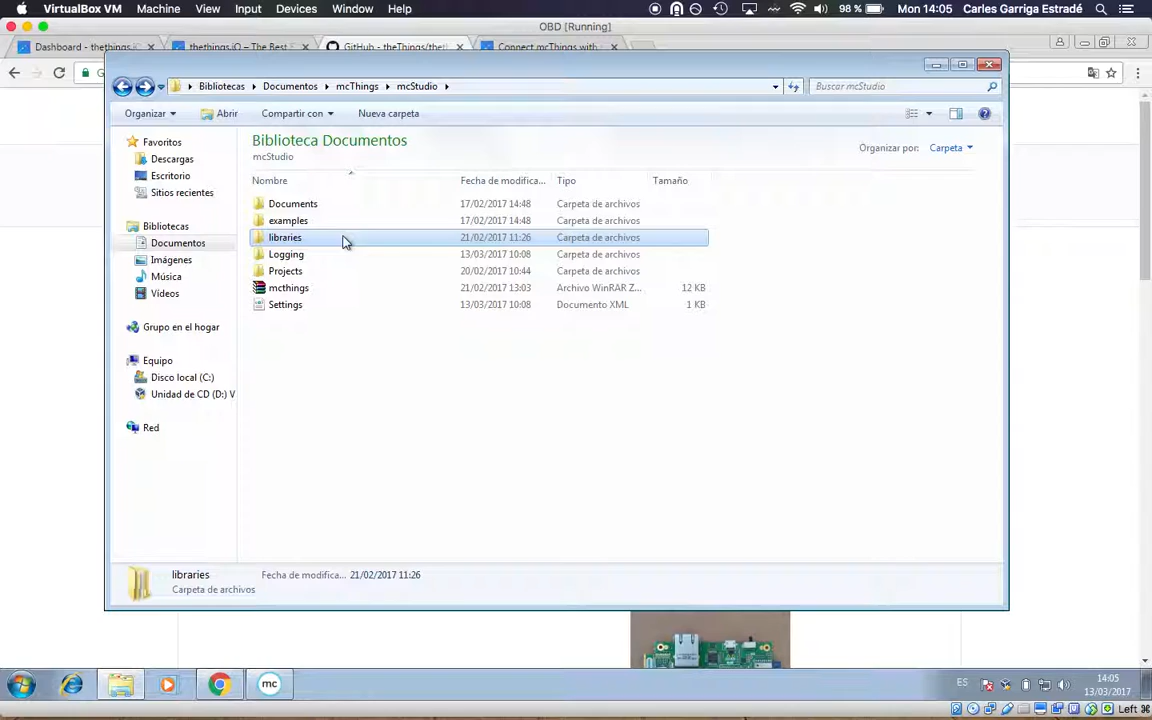 VirtualBox VM Machine View Input Devices Window Help 98 % Mon 14:05 Carles Garriga Estradé
OBD [Running]
Dashboard - thethings.i × thethings.iO – The Best × GitHub - theThings/thet × Connect mcThings with ×
G
Bibliotecas Documentos mcThings mcStudio Buscar mcStudio
Organizar Abrir Compartir con Nueva carpeta
Favoritos
Descargas
Escritorio
Sitios recientes
Bibliotecas
Documentos
Imágenes
Música
Vídeos
Grupo en el hogar
Equipo
Disco local (C:)
Unidad de CD (D:) V
Red
Biblioteca Documentos
mcStudio
Organizar por: Carpeta
Nombre Fecha de modifica... Tipo Tamaño
Documents 17/02/2017 14:48 Carpeta de archivos
examples 17/02/2017 14:48 Carpeta de archivos
libraries 21/02/2017 11:26 Carpeta de archivos
Logging 13/03/2017 10:08 Carpeta de archivos
Projects 20/02/2017 10:44 Carpeta de archivos
mcthings 21/02/2017 13:03 Archivo WinRAR Z... 12 KB
Settings 13/03/2017 10:08 Documento XML 1 KB
libraries Fecha de modifica... 21/02/2017 11:26
Carpeta de archivos
mc
ES
14:05
13/03/2017
Left ⌘